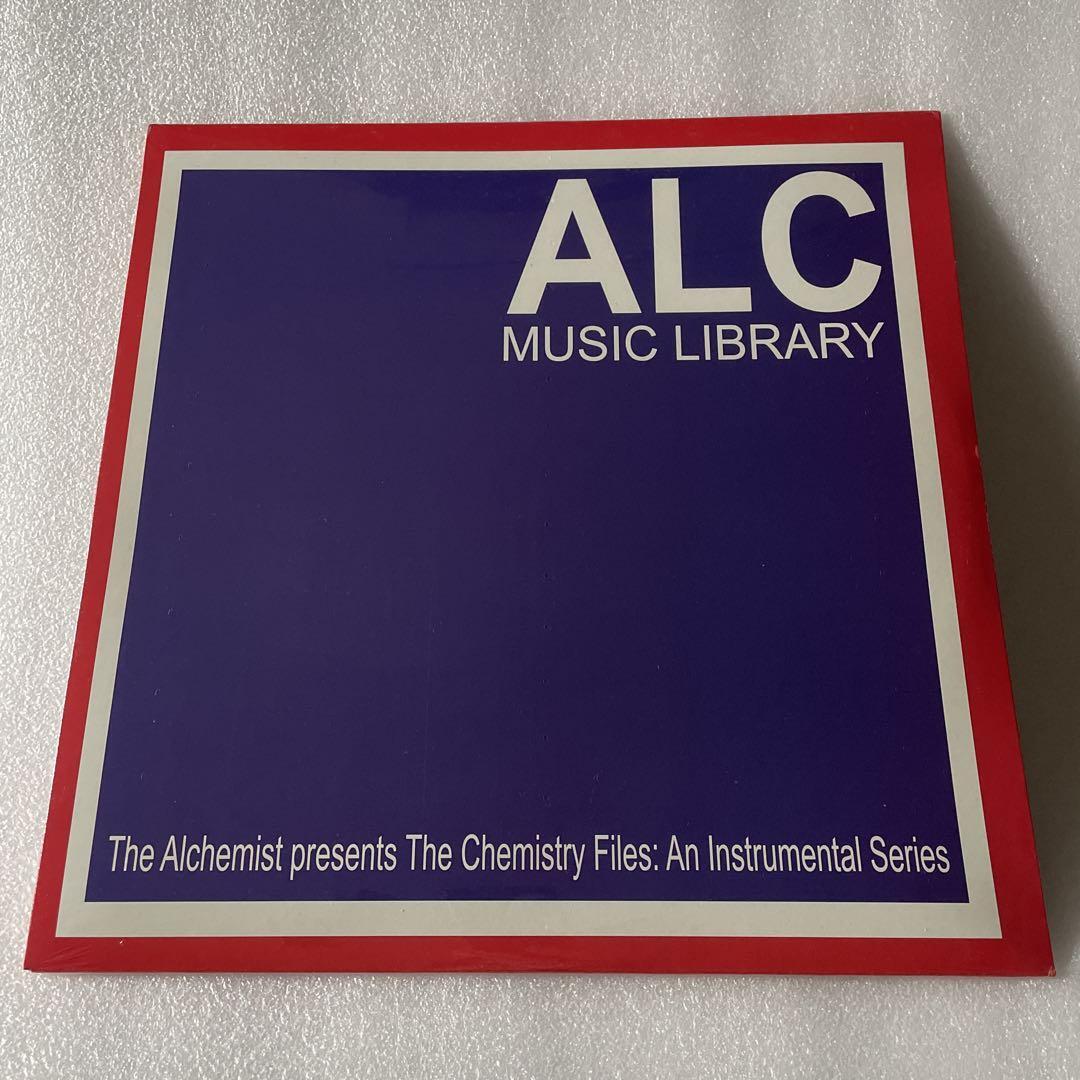 ALC
MUSIC LIBRARY
The Alchemist presents The Chemistry Files: An Instrumental Series